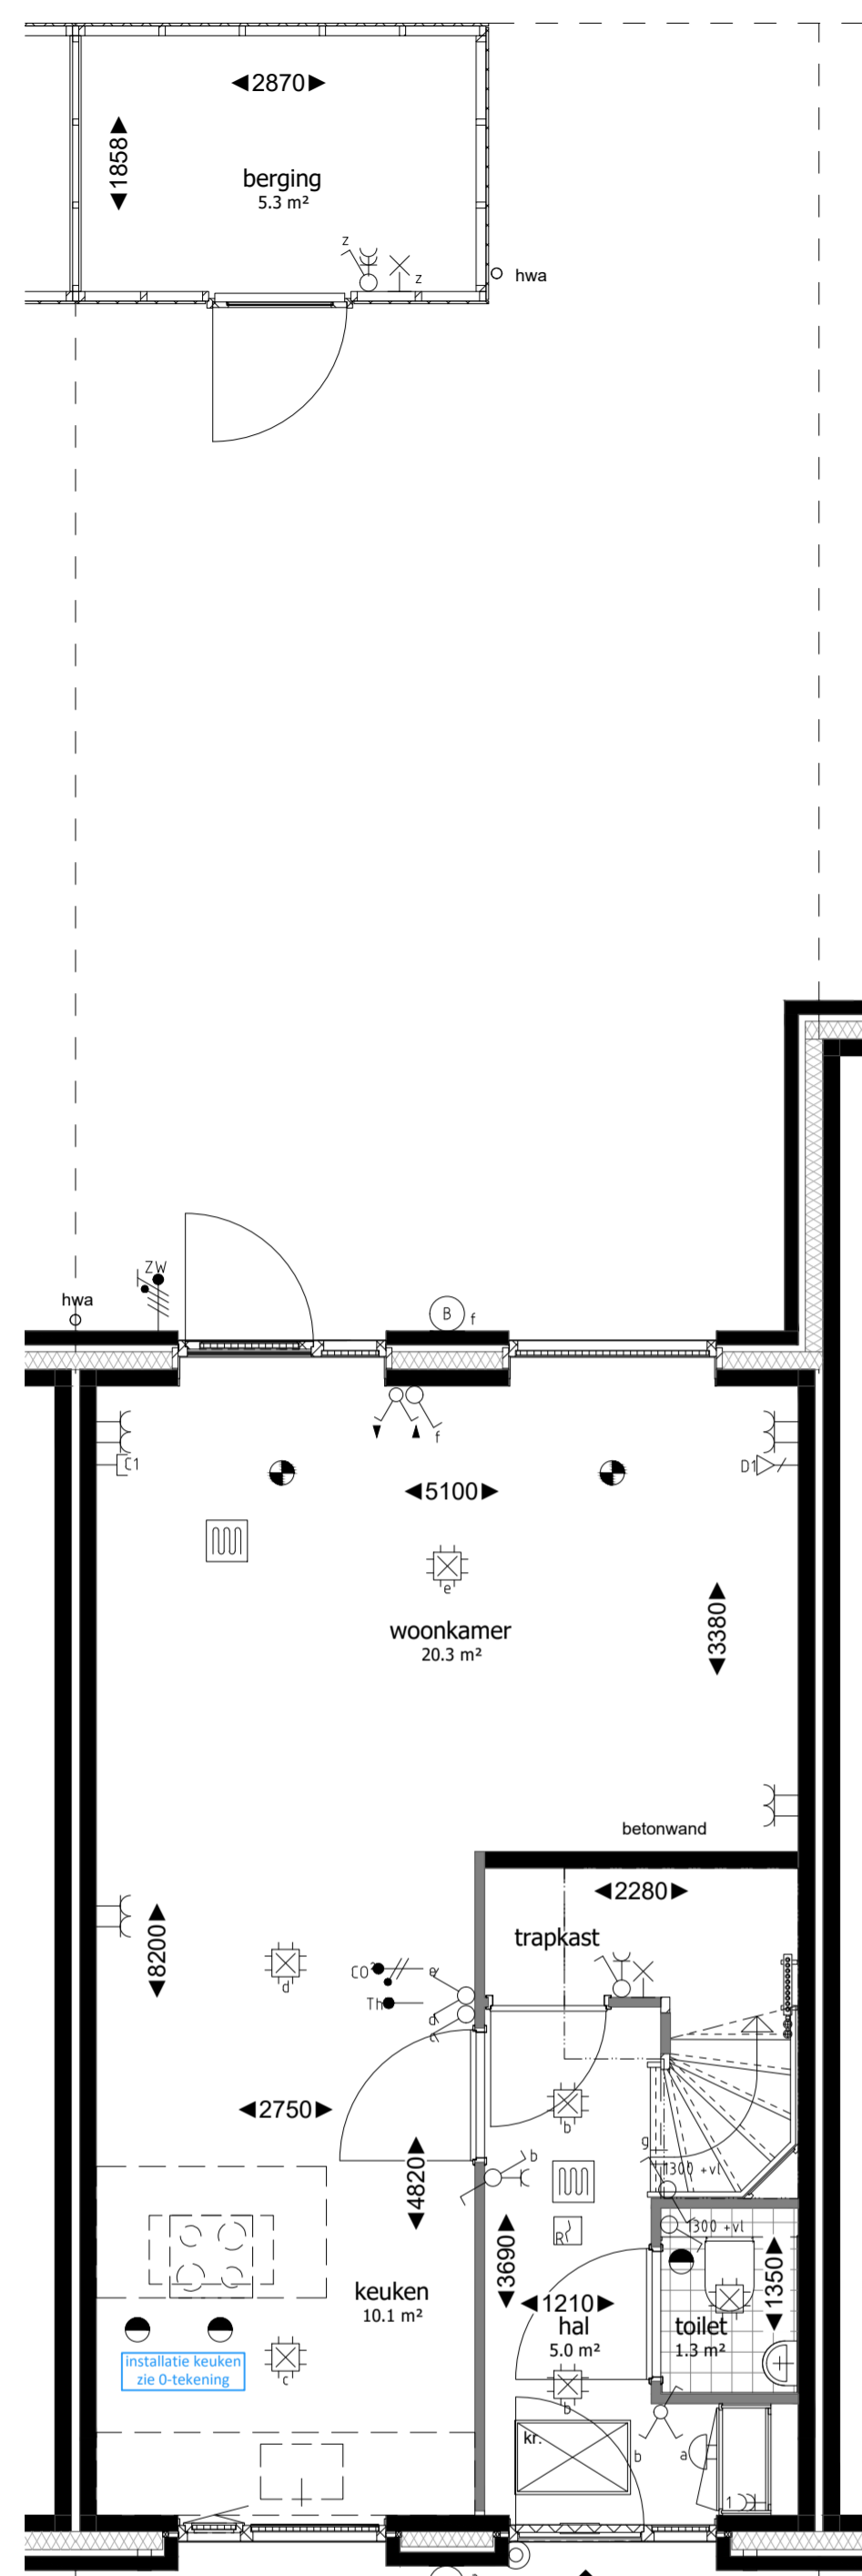 2870
1858
berging
5.3 m²
z
z
hwa
ZW
hwa
B
f
f
C1
D1
5100
e
woonkamer
20.3 m²
3380
betonwand
2280
trapkast
8200
d
CO²
e
Th
d
c
2750
b
g
b
1300 +vl
4820
1300 +vl
R
3690
1350
keuken
10.1 m²
1210
hal
5.0 m²
toilet
1.3 m²
installatie keuken
zie 0-tekening
c
b
kr.
b
a
1